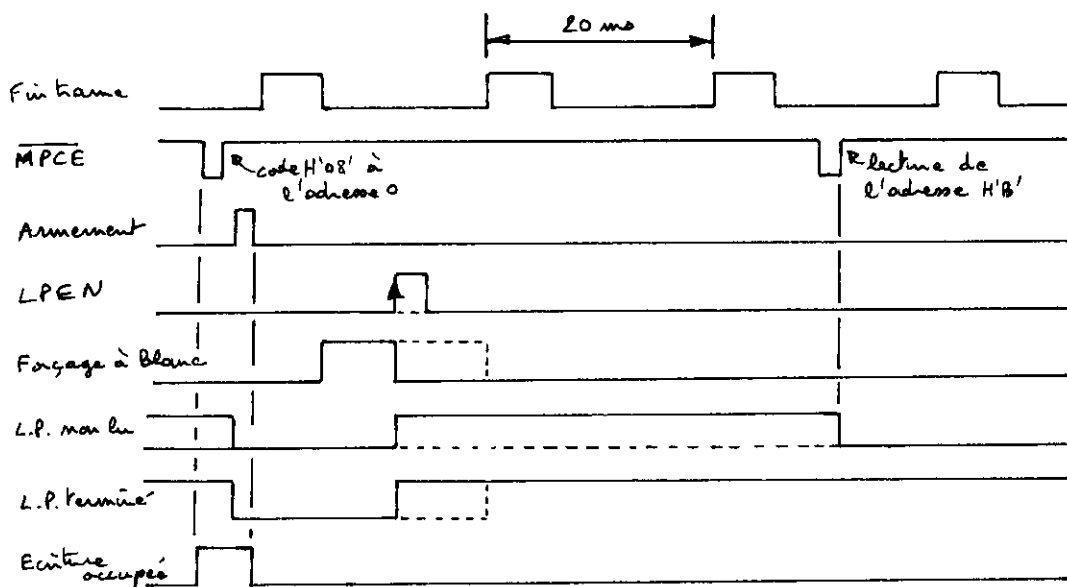 20 ms
Fin trame
MPCE
code H'08' à
l'adresse 0
lecture de
l'adresse H'B'
Armement
LPEN
Forçage à Blanc
L.P. non lu
L.P. terminé
Ecriture
occupée